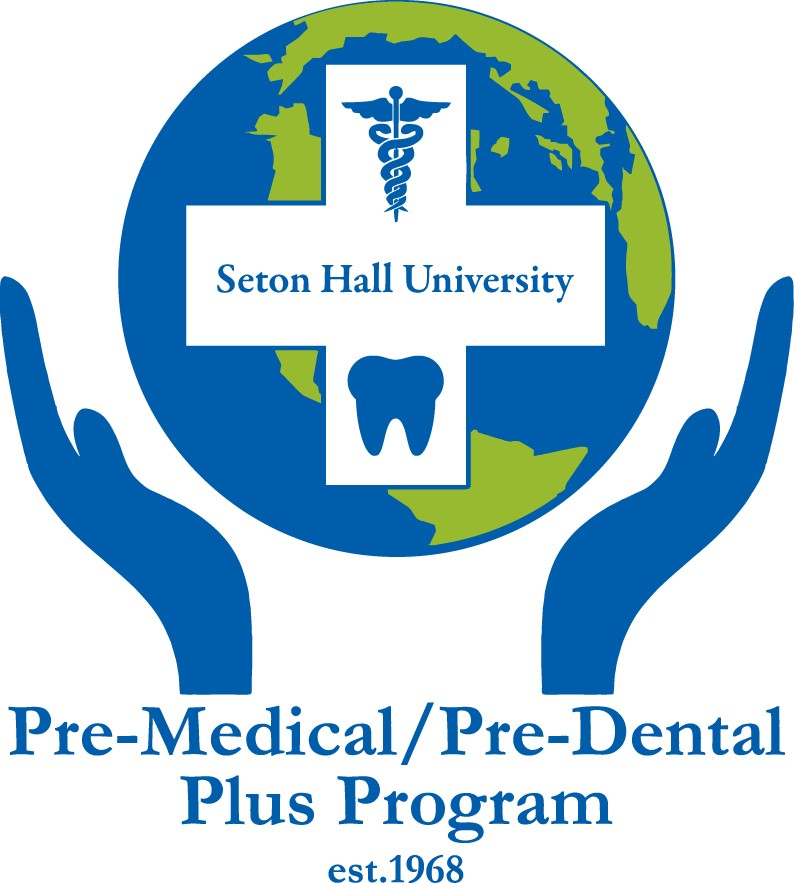 Seton Hall University
Pre-Medical/Pre-Dental
Plus Program
est.1968